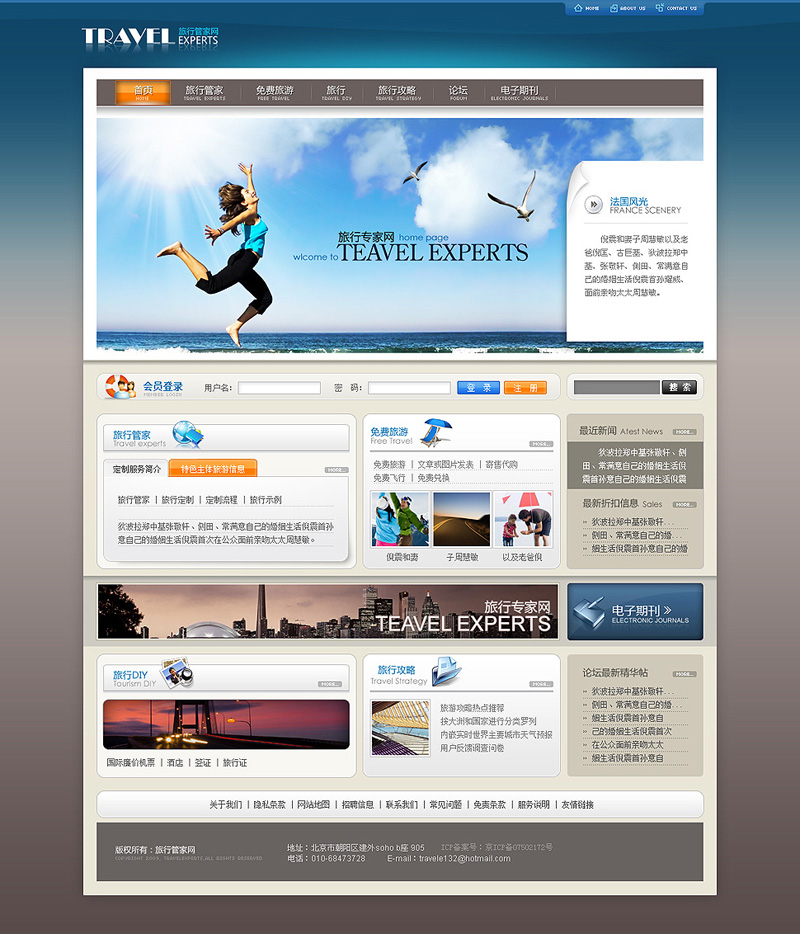 HOME ABOUT US CONTACT US
TRAVEL 旅行管家网
EXPERTS
首页 旅行管家 免费旅游 旅行 旅行攻略 论坛 电子期刊
HOME TRAVEL EXPERTS FREE TRAVEL TRAVEL DIY TRAVEL STRATEGY FORUM ELECTRONIC JOURNALS
旅行专家网 home page
wlcome to TEAVEL EXPERTS
法国风光
FRANCE SCENERY
倪震和妻子周慧敏以及老
爸倪匡、古巨基、狄波拉郑中
基、张敬轩、侧田、常满意自
己的婚姻生活倪震首孙耀威、
面前亲吻太太周慧敏。
会员登录
MEMBER LOGIN
用户名: 密 码: 登 录 注 册 搜 索
旅行管家
Travel experts
定制服务简介 特色主体旅游信息 MORE...
旅行管家 | 旅行定制 | 定制流程 | 旅行示例
狄波拉郑中基张敬轩、侧田、常满意自己的婚姻生活倪震首孙
意自己的婚姻生活倪震首次在公众面前亲吻太太周慧敏。
免费旅游
Free Travel MORE...
免费旅游 | 文章或图片发表 | 寄售代购
免费飞行 | 免费兑换
倪震和妻 子周慧敏 以及老爸倪
最近新闻 Atest News MORE...
狄波拉郑中基张敬轩、侧
田、常满意自己的婚姻生活倪
震首孙意自己的婚姻生活倪震
最新折扣信息 Sales MORE...
狄波拉郑中基张敬轩...
侧田、常满意自己的婚...
姻生活倪震首孙意自己的婚
旅行专家网
TEAVEL EXPERTS
电子期刊
ELECTRONIC JOURNALS
旅行DIY
Tourism DIY MORE...
国际廉价机票 | 酒店 | 签证 | 旅行证
旅行攻略
Travel Strategy MORE...
旅游攻略热点推荐
按大洲和国家进行分类罗列
内嵌实时世界主要城市天气预报
用户反馈调查问卷
论坛最新精华帖 MORE...
狄波拉郑中基张敬轩...
侧田、常满意自己的婚...
姻生活倪震首孙意自
己的婚姻生活倪震首次
在公众面前亲吻太太
姻生活倪震首孙意自
关于我们 | 隐私条款 | 网站地图 | 招聘信息 | 联系我们 | 常见问题 | 免责条款 | 服务说明 | 友情链接
版权所有：旅行管家网
COPYRIGHT 2009. TRAVELEXPERTS,ALL RIGHTS RESERVED
地址：北京市朝阳区建外soho b座 905 ICP备案号：京ICP备07502172号
电话：010-68473728 E-mail：travele132@hotmail.com